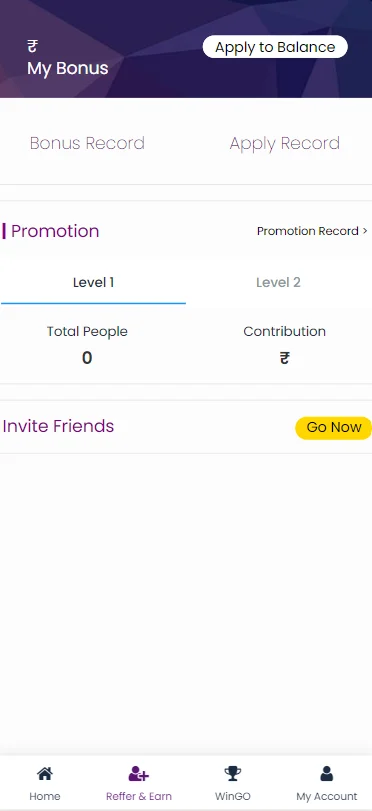 ₹
My Bonus
Apply to Balance
Bonus Record
Apply Record
Promotion
Promotion Record >
Level 1
Level 2
Total People
Contribution
0
₹
Invite Friends
Go Now
Home
Reffer & Earn
WinGO
My Account